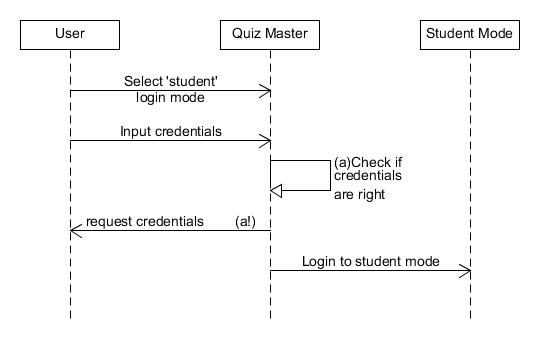 User
Quiz Master
Student Mode
Select 'student'
login mode
Input credentials
(a)Check if
credentials
are right
request credentials (a!)
Login to student mode